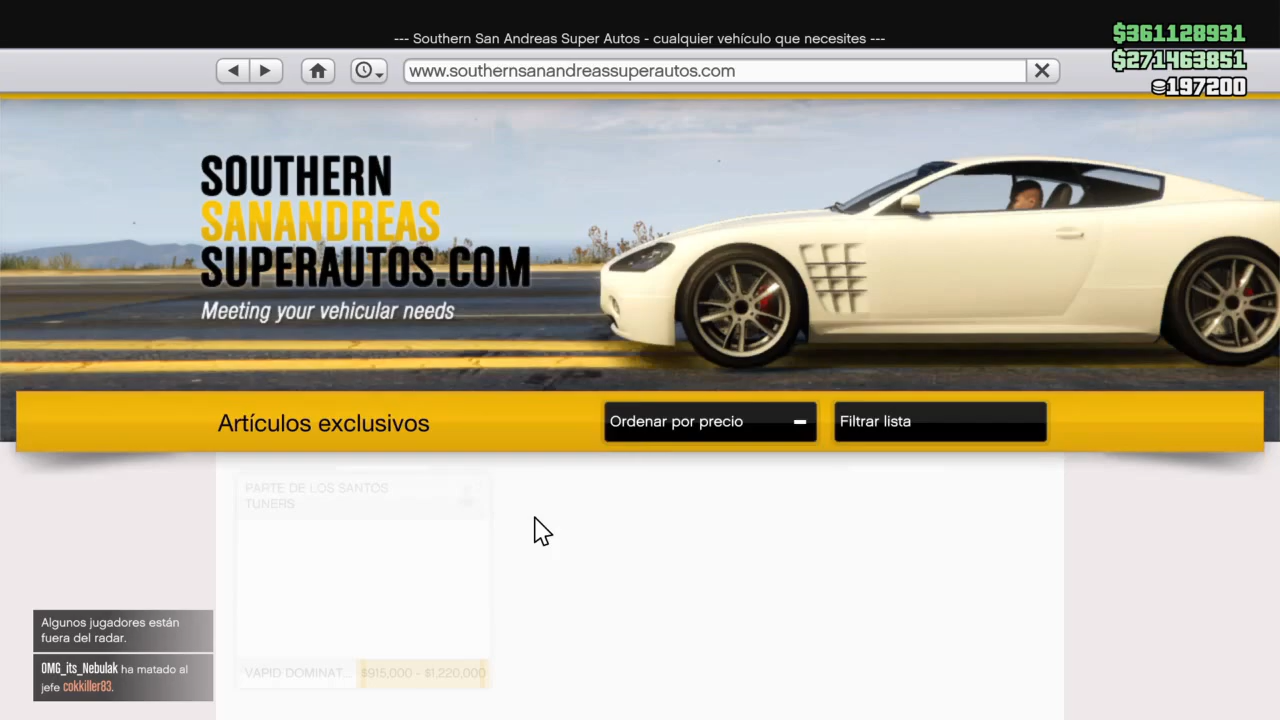 --- Southern San Andreas Super Autos - cualquier vehículo que necesites ---
$361128931
$271463851
197200
www.southernsanandreassuperautos.com
SOUTHERN
SANANDREAS
SUPERAUTOS.COM
Meeting your vehicular needs
Artículos exclusivos
Ordenar por precio
Filtrar lista
PARTE DE LOS SANTOS
TUNERS
VAPID DOMINAT... $915,000 - $1,220,000
Algunos jugadores están
fuera del radar.
OMG_its_Nebulak ha matado al
jefe cokkiller83.